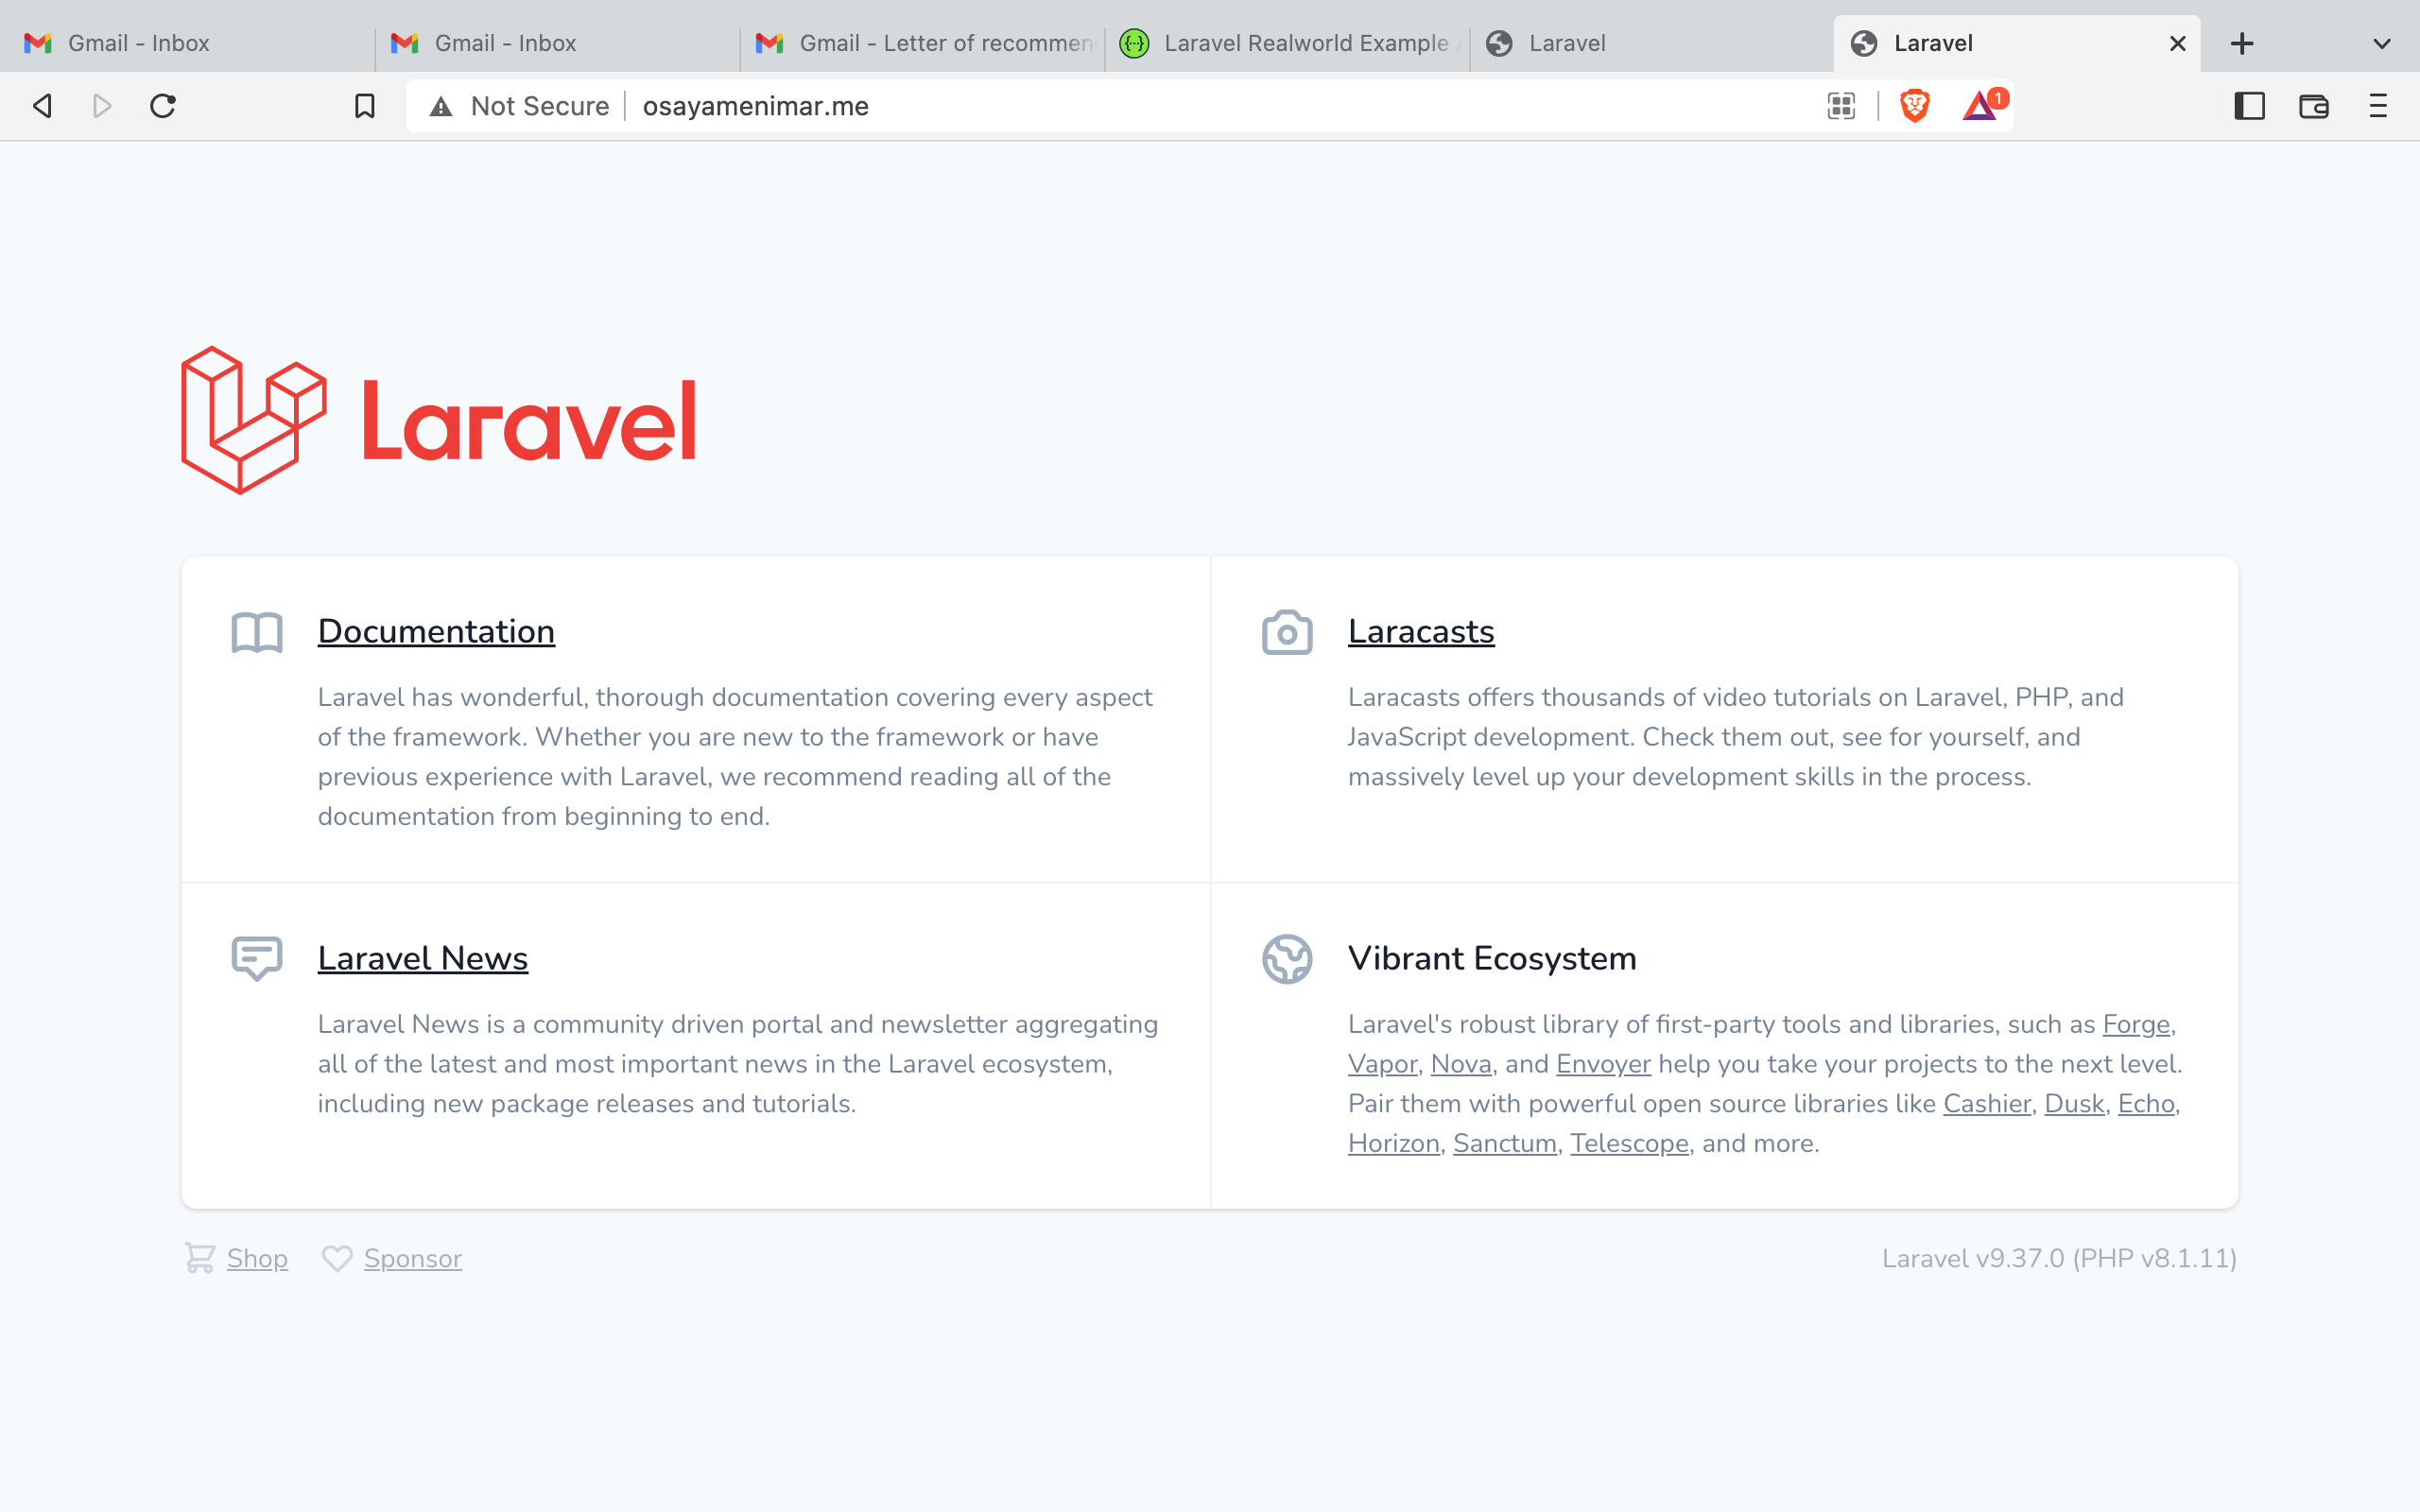 Gmail - Inbox
Gmail - Inbox
Gmail - Letter of recommen
Laravel Realworld Example
Laravel
Laravel
Not Secure
osayamenimar.me
1
Laravel
Documentation
Laravel has wonderful, thorough documentation covering every aspect
of the framework. Whether you are new to the framework or have
previous experience with Laravel, we recommend reading all of the
documentation from beginning to end.
Laracasts
Laracasts offers thousands of video tutorials on Laravel, PHP, and
JavaScript development. Check them out, see for yourself, and
massively level up your development skills in the process.
Laravel News
Laravel News is a community driven portal and newsletter aggregating
all of the latest and most important news in the Laravel ecosystem,
including new package releases and tutorials.
Vibrant Ecosystem
Laravel's robust library of first-party tools and libraries, such as Forge,
Vapor, Nova, and Envoyer help you take your projects to the next level.
Pair them with powerful open source libraries like Cashier, Dusk, Echo,
Horizon, Sanctum, Telescope, and more.
Shop
Sponsor
Laravel v9.37.0 (PHP v8.1.11)